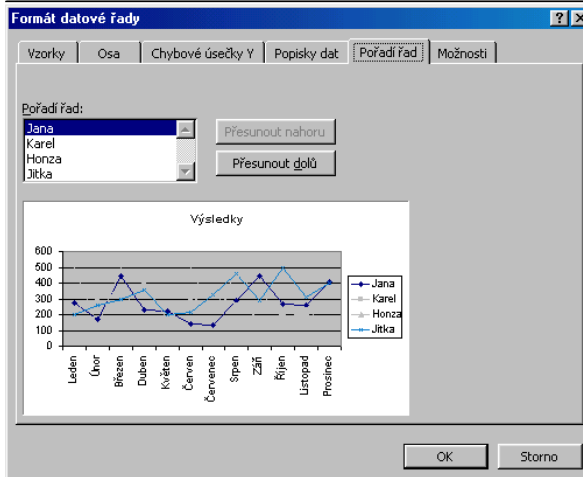 Formát datové řady
Vzorky Osa Chybové úsečky Y Popisky dat Pořadí řad Možnosti
Pořadí řad:
Jana
Karel
Honza
Jitka
Přesunout nahoru
Přesunout dolů
Výsledky
600
500
400
300
200
100
0
Leden
Únor
Březen
Duben
Květen
Červen
Červenec
Srpen
Září
Říjen
Listopad
Prosinec
Jana
Karel
Honza
Jitka
OK Storno